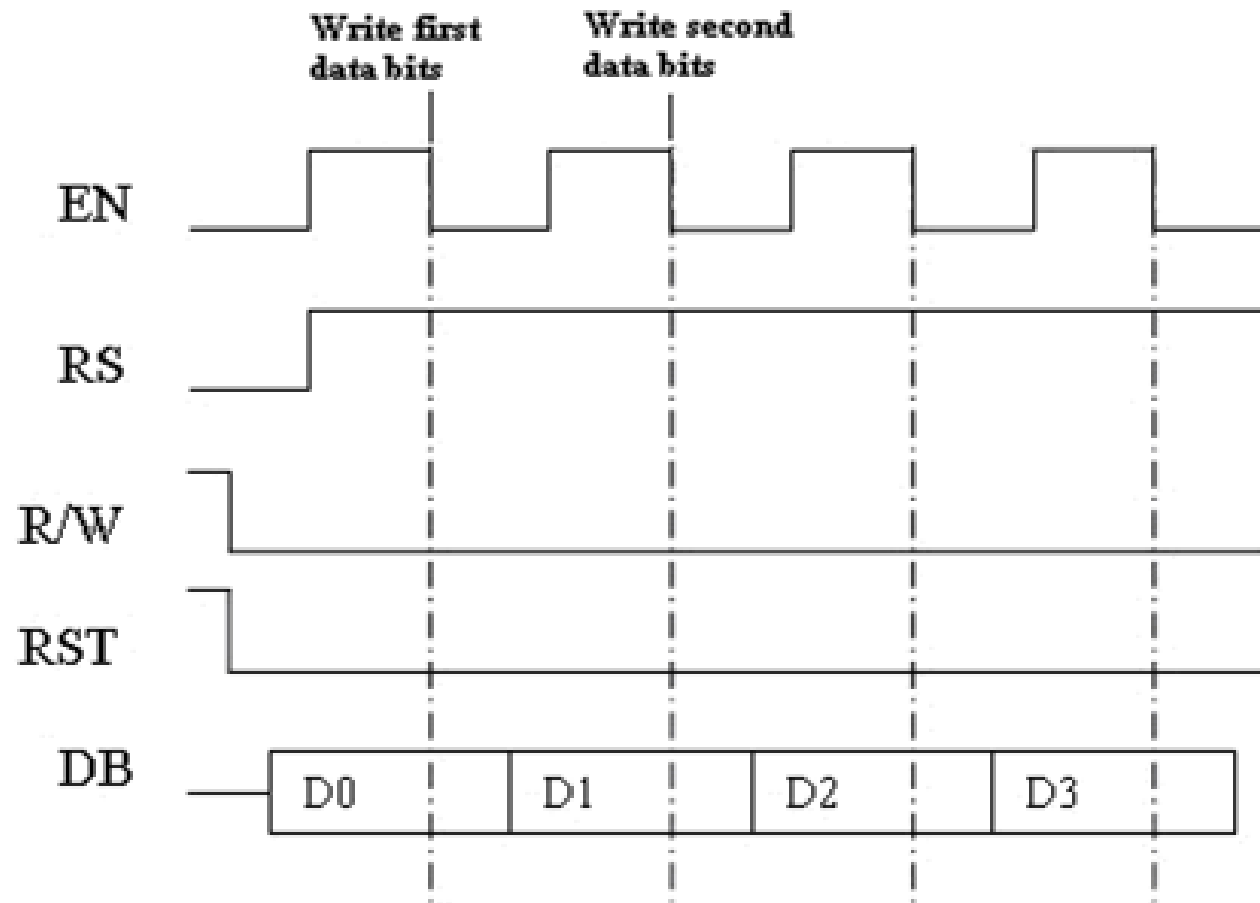 Write first
data bits
Write second
data bits
EN
RS
R/W
RST
DB
D0
D1
D2
D3